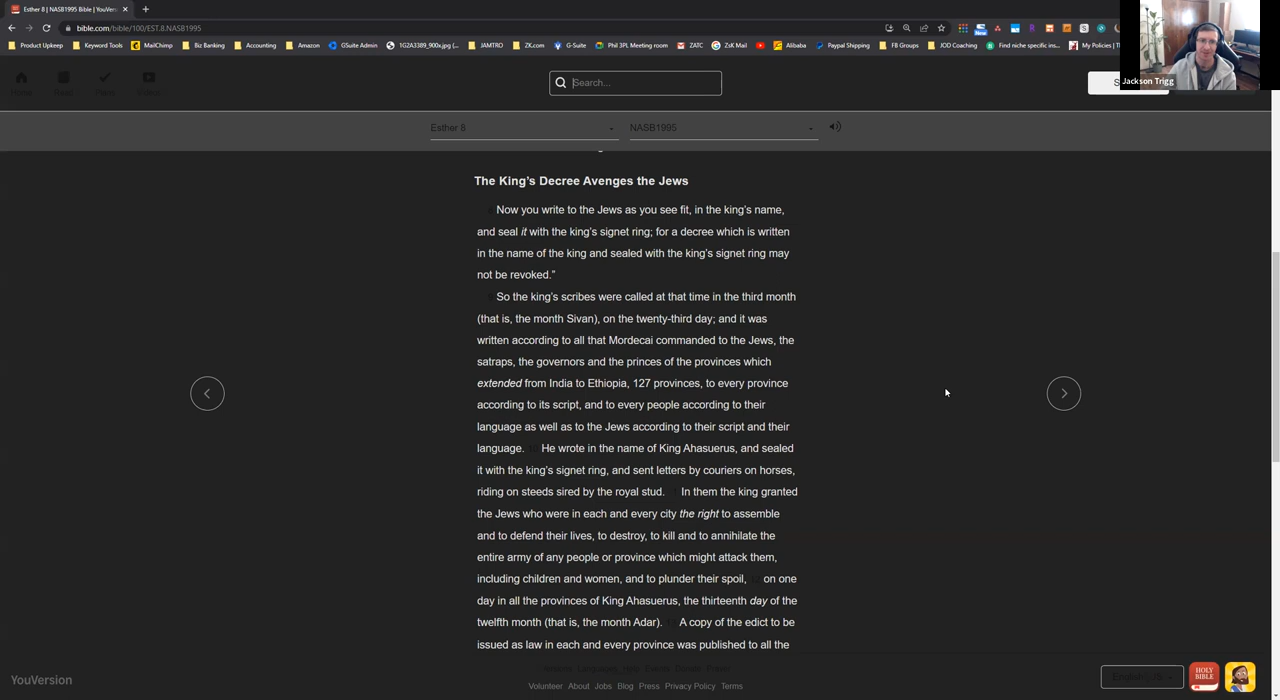 Esther 8 | NASB1995 Bible | YouVer
bible.com/bible/100/EST.8.NASB1995
Product Upkeep Keyword Tools MailChimp Biz Banking Accounting Amazon GSuite Admin 1GZA3389_900x.jpg (... JAMTRO ZK.com G-Suite Phil 3PL Meeting room ZATC ZsK Mail Alibaba Paypal Shipping FB Groups JOD Coaching Find niche specific ins... My Policies | Th
Jackson Trigg
Home Read Plans Videos
Search...
Esther 8 NASB1995
The King's Decree Avenges the Jews
Now you write to the Jews as you see fit, in the king's name,
and seal it with the king's signet ring; for a decree which is written
in the name of the king and sealed with the king's signet ring may
not be revoked.”
So the king's scribes were called at that time in the third month
(that is, the month Sivan), on the twenty-third day; and it was
written according to all that Mordecai commanded to the Jews, the
satraps, the governors and the princes of the provinces which
extended from India to Ethiopia, 127 provinces, to every province
according to its script, and to every people according to their
language as well as to the Jews according to their script and their
language. He wrote in the name of King Ahasuerus, and sealed
it with the king's signet ring, and sent letters by couriers on horses,
riding on steeds sired by the royal stud. In them the king granted
the Jews who were in each and every city the right to assemble
and to defend their lives, to destroy, to kill and to annihilate the
entire army of any people or province which might attack them,
including children and women, and to plunder their spoil, on one
day in all the provinces of King Ahasuerus, the thirteenth day of the
twelfth month (that is, the month Adar). A copy of the edict to be
issued as law in each and every province was published to all the
YouVersion
Volunteer About Jobs Blog Press Privacy Policy Terms
HOLY
BIBLE